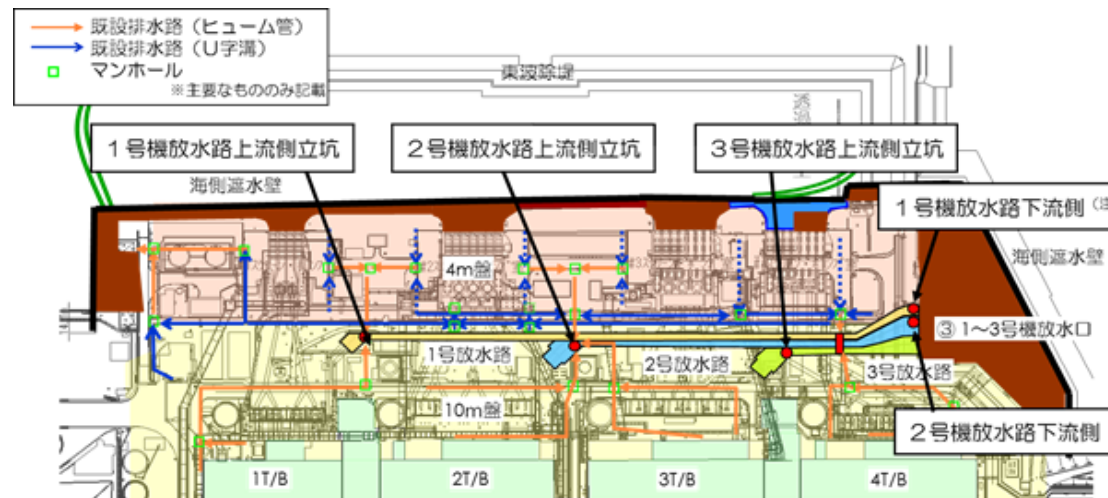 既設排水路（ヒューム管）
既設排水路（U字溝）
マンホール
※主要なもののみ記載
東波除堤
1号機放水路上流側立坑
2号機放水路上流側立坑
3号機放水路上流側立坑
海側遮水壁
1号機放水路下流側
海側遮水壁
4m盤
③ 1～3号機放水口
1号放水路
2号放水路
3号放水路
10m盤
2号機放水路下流側
1T/B
2T/B
3T/B
4T/B